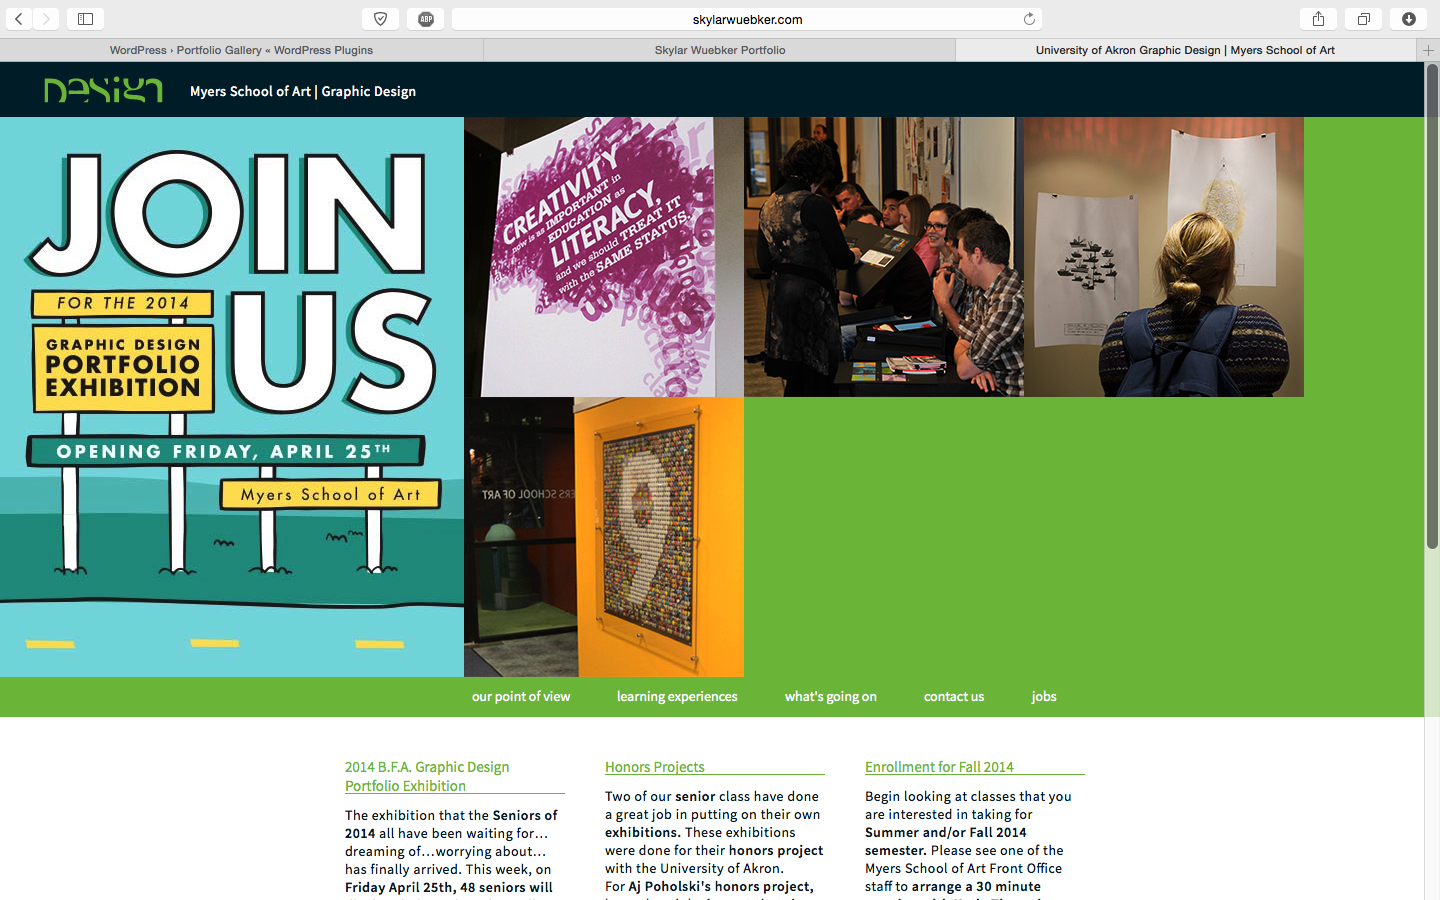 skylarwuebker.com
ABP
WordPress › Portfolio Gallery « WordPress Plugins
Skylar Wuebker Portfolio
University of Akron Graphic Design | Myers School of Art
Design
Myers School of Art | Graphic Design
JOIN
US
FOR THE 2014
GRAPHIC DESIGN
PORTFOLIO
EXHIBITION
OPENING FRIDAY, APRIL 25TH
Myers School of Art
CREATIVITY
now is as IMPORTANT in
EDUCATION as
LITERACY,
and we should TREAT IT
with the SAME STATUS.
MYERS SCHOOL OF ART
our point of view
learning experiences
what's going on
contact us
jobs
2014 B.F.A. Graphic Design
Portfolio Exhibition
The exhibition that the Seniors of
2014 all have been waiting for…
dreaming of…worrying about…
has finally arrived. This week, on
Friday April 25th, 48 seniors will
Honors Projects
Two of our senior class have done
a great job in putting on their own
exhibitions. These exhibitions
were done for their honors project
with the University of Akron.
For Aj Poholski's honors project,
Enrollment for Fall 2014
Begin looking at classes that you
are interested in taking for
Summer and/or Fall 2014
semester. Please see one of the
Myers School of Art Front Office
staff to arrange a 30 minute